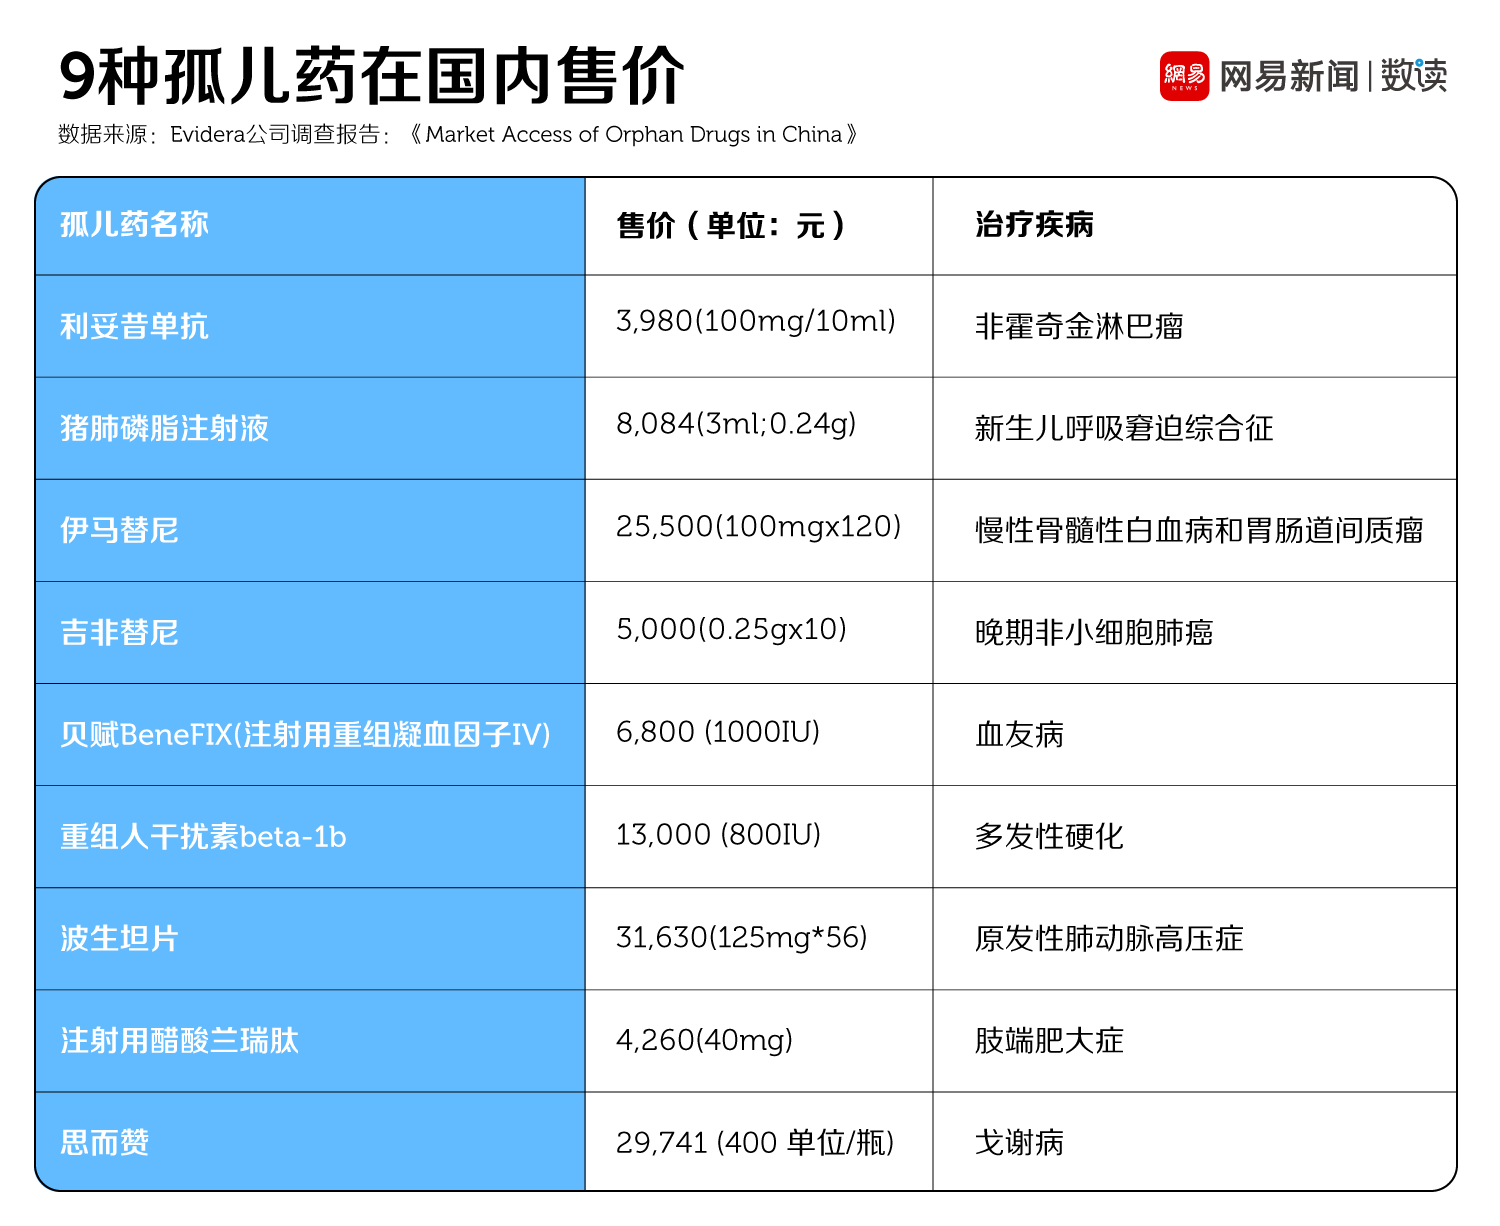 9种孤儿药在国内售价
網易
NEWS
网易新闻 | 数读
数据来源：Evidera公司调查报告：《Market Access of Orphan Drugs in China》
孤儿药名称 售价（单位：元） 治疗疾病
利妥昔单抗 3,980(100mg/10ml) 非霍奇金淋巴瘤
猪肺磷脂注射液 8,084(3ml;0.24g) 新生儿呼吸窘迫综合征
伊马替尼 25,500(100mgx120) 慢性骨髓性白血病和胃肠道间质瘤
吉非替尼 5,000(0.25gx10) 晚期非小细胞肺癌
贝赋BeneFIX(注射用重组凝血因子IV) 6,800 (1000IU) 血友病
重组人干扰素beta-1b 13,000 (800IU) 多发性硬化
波生坦片 31,630(125mg*56) 原发性肺动脉高压症
注射用醋酸兰瑞肽 4,260(40mg) 肢端肥大症
思而赞 29,741 (400 单位/瓶) 戈谢病